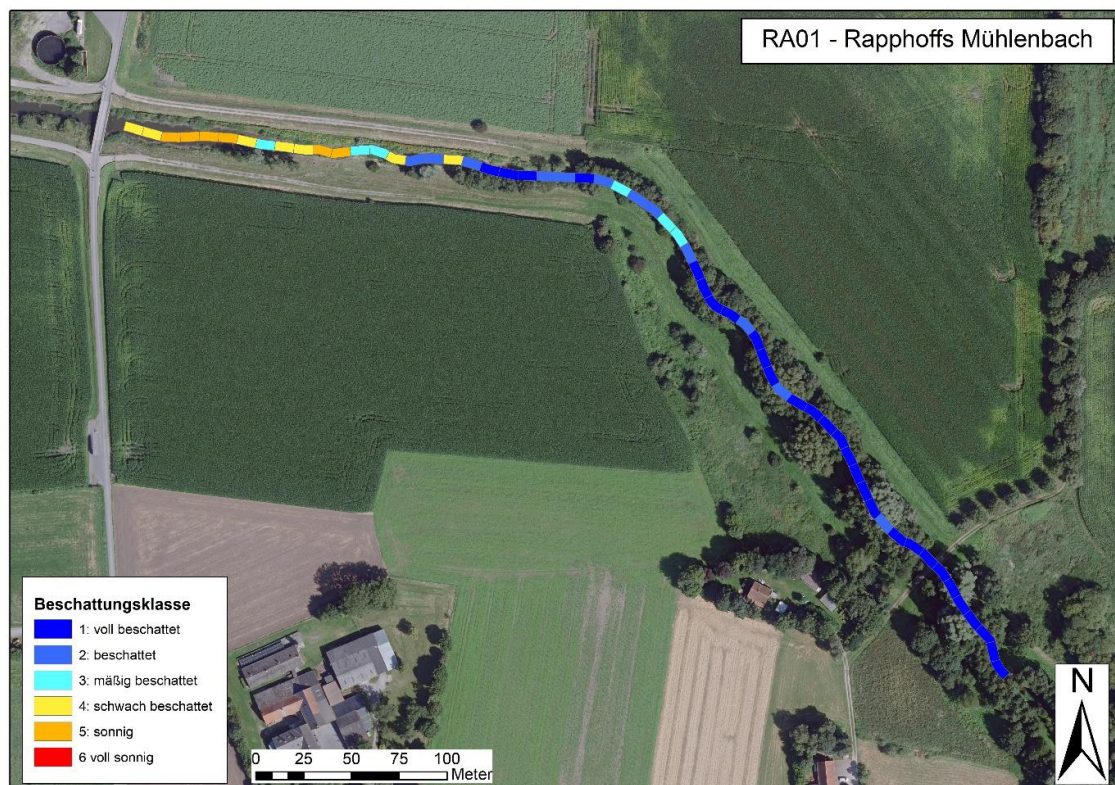 RA01 - Rapphoffs Mühlenbach
Beschattungsklasse
1: voll beschattet
2: beschattet
3: mäßig beschattet
4: schwach beschattet
5: sonnig
6 voll sonnig
0 25 50 75 100
Meter
N